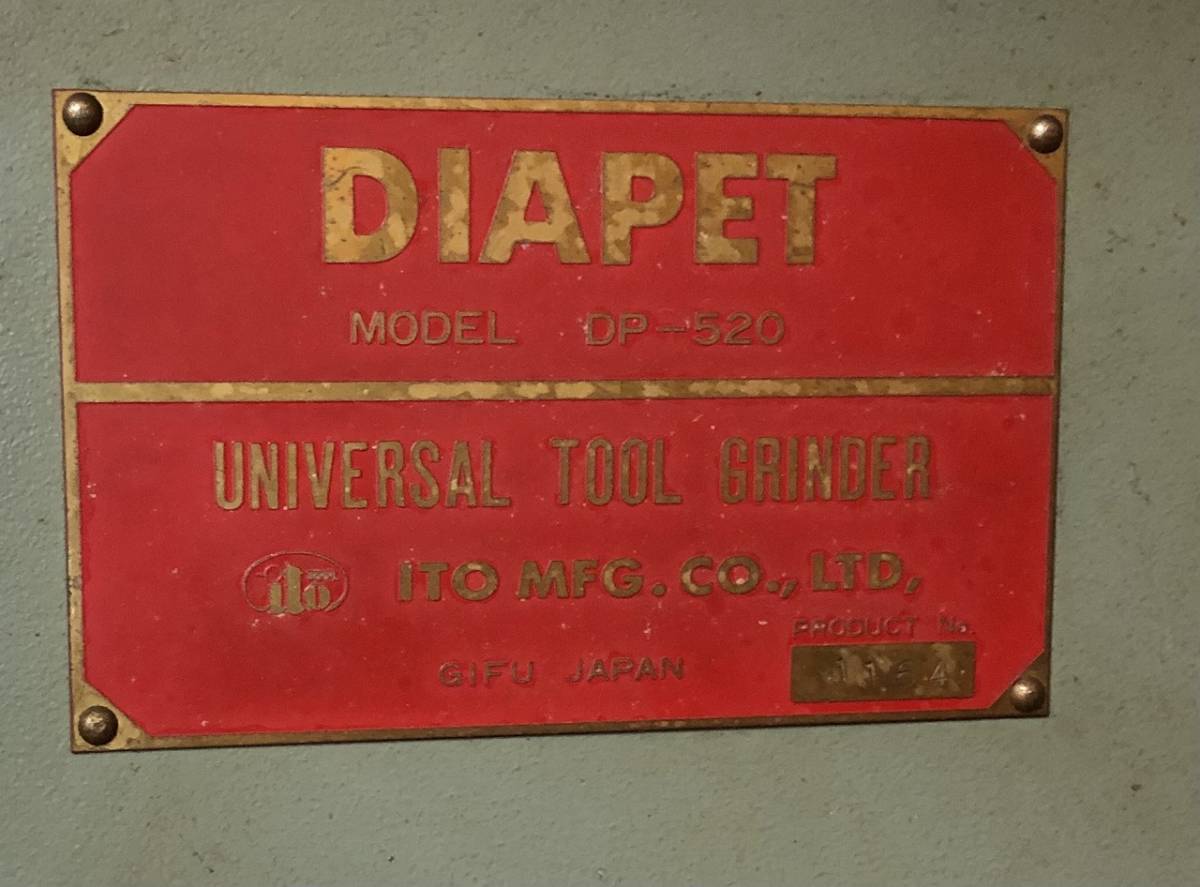 DIAPET
MODEL DP-520
UNIVERSAL TOOL GRINDER
ito ITO MFG. CO., LTD,
PRODUCT No.
GIFU JAPAN